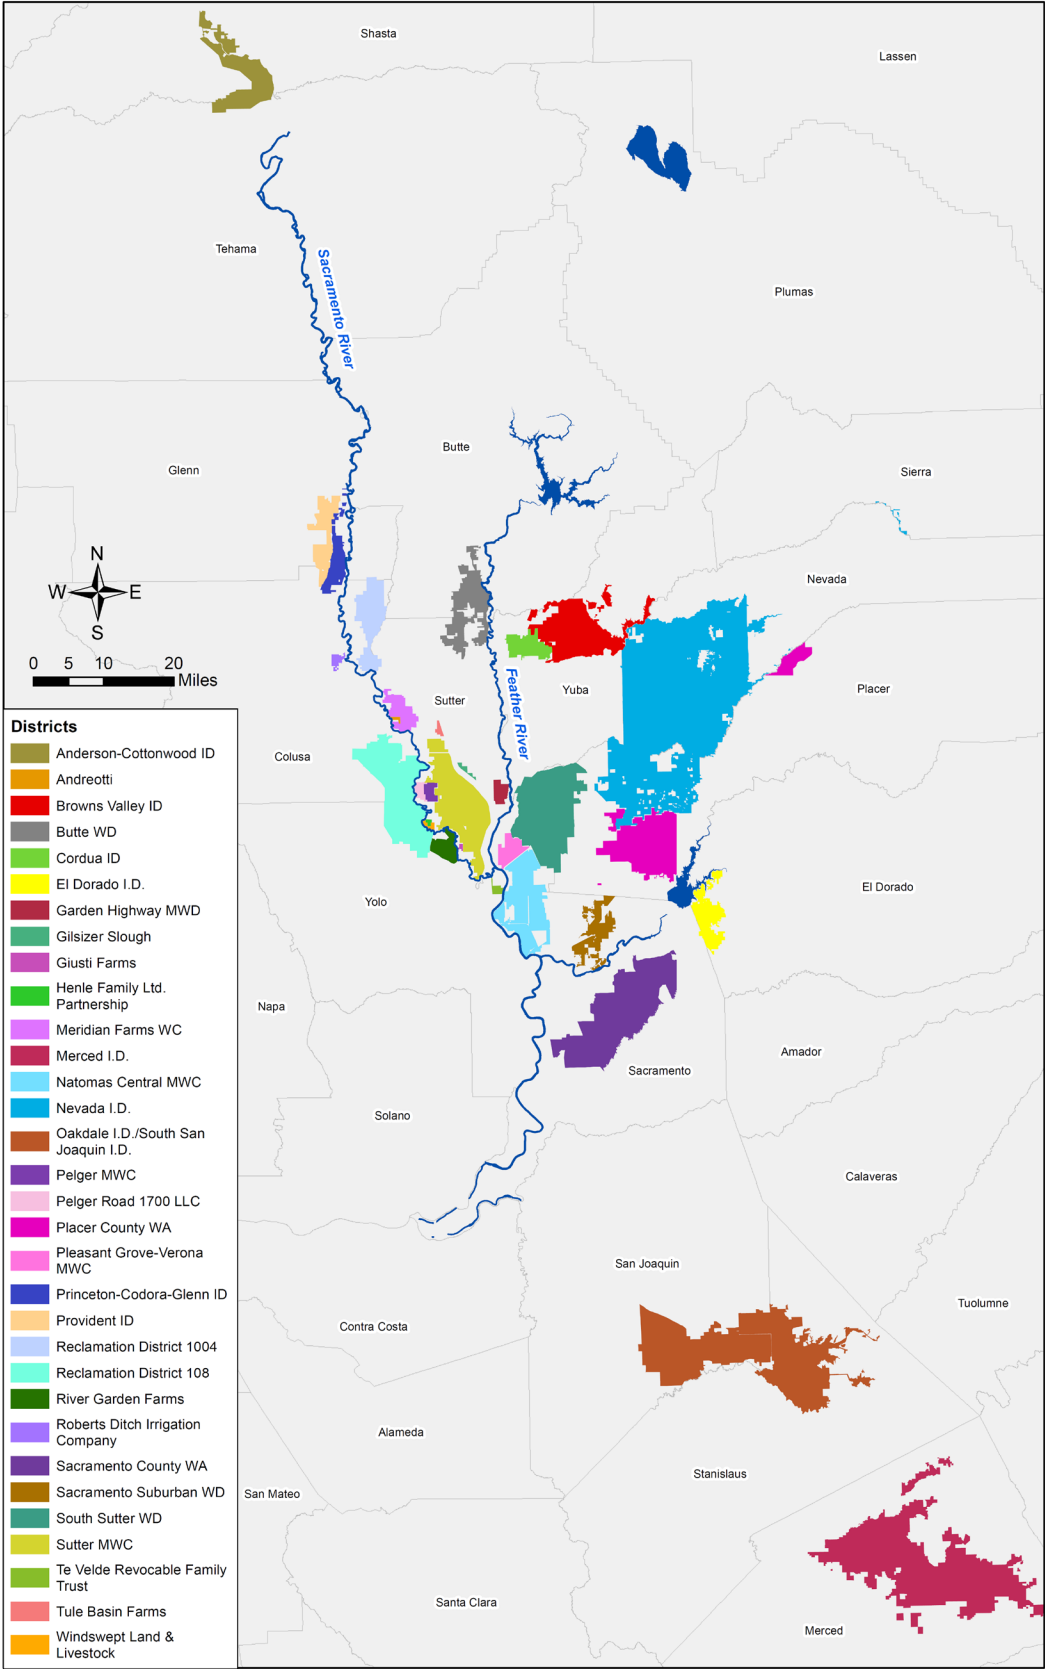 Shasta
Lassen
Tehama
Sacramento River
Plumas
Butte
Glenn
Sierra
N
W
E
S
Nevada
0 5 10 20
Miles
Feather River
Yuba
Placer
Sutter
Colusa
Yolo
El Dorado
Napa
Amador
Sacramento
Solano
Calaveras
San Joaquin
Tuolumne
Contra Costa
Alameda
Stanislaus
San Mateo
Santa Clara
Merced
Districts
Anderson-Cottonwood ID
Andreotti
Browns Valley ID
Butte WD
Cordua ID
El Dorado I.D.
Garden Highway MWD
Gilsizer Slough
Giusti Farms
Henle Family Ltd.
Partnership
Meridian Farms WC
Merced I.D.
Natomas Central MWC
Nevada I.D.
Oakdale I.D./South San
Joaquin I.D.
Pelger MWC
Pelger Road 1700 LLC
Placer County WA
Pleasant Grove-Verona
MWC
Princeton-Codora-Glenn ID
Provident ID
Reclamation District 1004
Reclamation District 108
River Garden Farms
Roberts Ditch Irrigation
Company
Sacramento County WA
Sacramento Suburban WD
South Sutter WD
Sutter MWC
Te Velde Revocable Family
Trust
Tule Basin Farms
Windswept Land &
Livestock